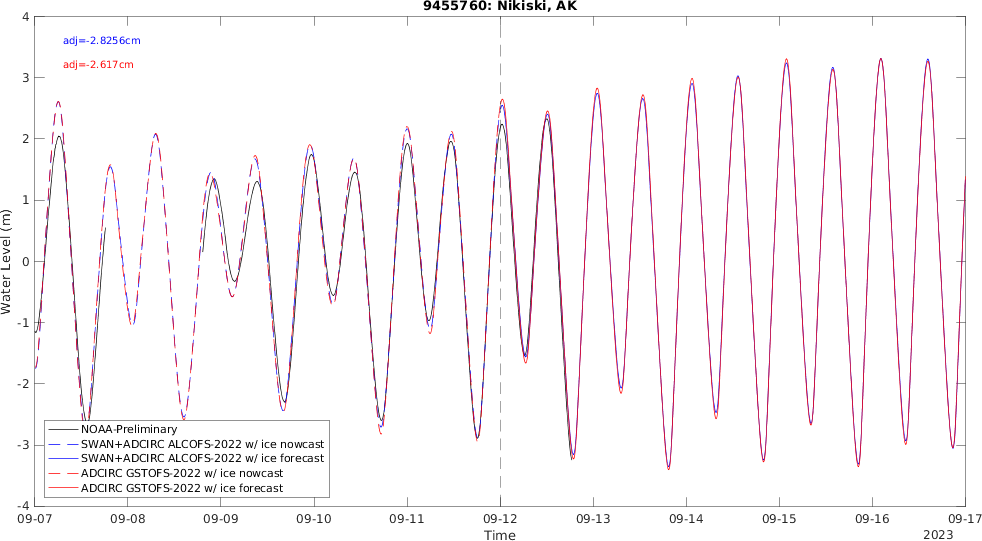 9455760: Nikiski, AK
adj=-2.8256cm
adj=-2.617cm
4
3
2
1
0
-1
-2
-3
-4
Water Level (m)
NOAA-Preliminary
SWAN+ADCIRC ALCOFS-2022 w/ ice nowcast
SWAN+ADCIRC ALCOFS-2022 w/ ice forecast
ADCIRC GSTOFS-2022 w/ ice nowcast
ADCIRC GSTOFS-2022 w/ ice forecast
09-07 09-08 09-09 09-10 09-11 09-12 09-13 09-14 09-15 09-16 09-17
Time
2023